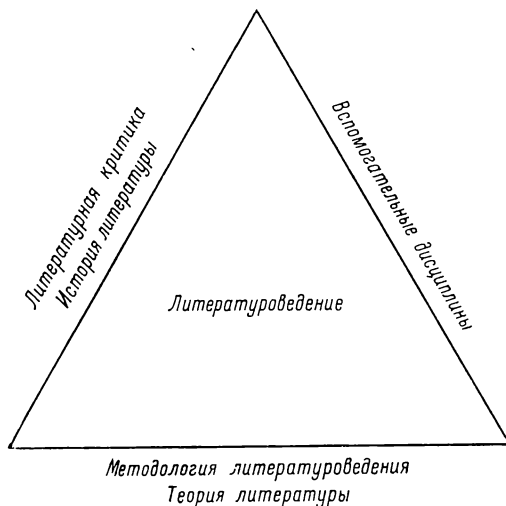 Литературная критика
История литературы
Вспомогательные дисциплины
Литературоведение
Методология литературоведения
Теория литературы